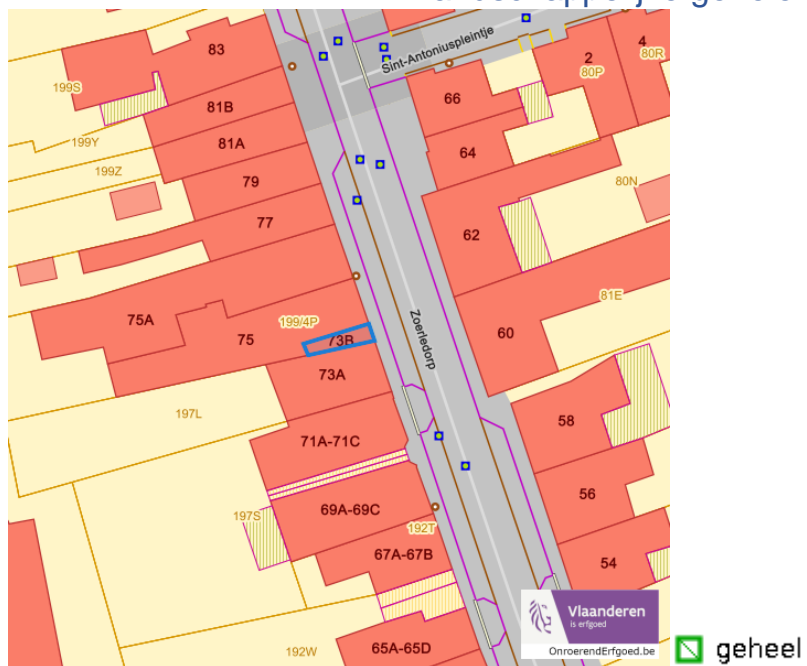 83
Sint-Antoniuspleintje
2
4
80R
80P
199S
66
81B
199Y
81A
64
199Z
79
80N
77
62
81E
75A
199/4P
75
73B
60
Zoerledorp
73A
197L
58
71A-71C
56
69A-69C
197S
192T
67A-67B
54
Vlaanderen
is erfgoed
192W
65A-65D
OnroerendErfgoed.be
geheel